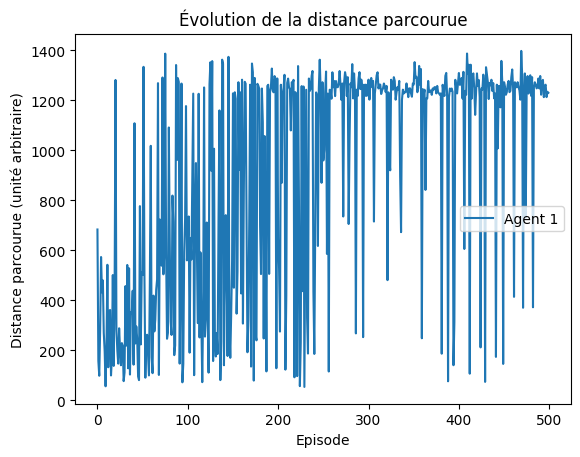 Évolution de la distance parcourue
Distance parcourue (unité arbitraire)
1400
1200
1000
800
600
400
200
0
Agent 1
0 100 200 300 400 500
Episode